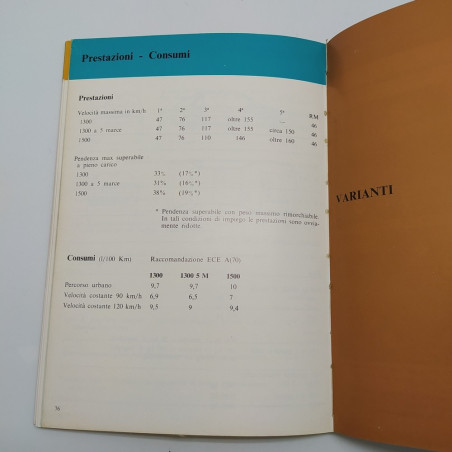 Prestazioni - Consumi
Prestazioni
Velocità massima in km/h 1ª 2ª 3ª 4ª 5ª RM
1300 47 76 117 oltre 155 — 46
1300 a 5 marce 47 76 117 oltre 155 circa 150 46
1500 47 76 110 146 oltre 160 46
Pendenza max. superabile
a pieno carico
1300 33% (17%*)
1300 a 5 marce 31% (16%*)
1500 38% (19%*)
* Pendenza superabile con peso massimo rimorchiabile.
In tali condizioni di impiego le prestazioni sono ovvia-
mente ridotte.
Consumi (l/100 Km) Raccomandazione ECE A(70)
1300 1300 5 M 1500
Percorso urbano 9,7 9,7 10
Velocità costante 90 km/h 6,9 6,5 7
Velocità costante 120 km/h 9,5 9 9,4
VARIANTI